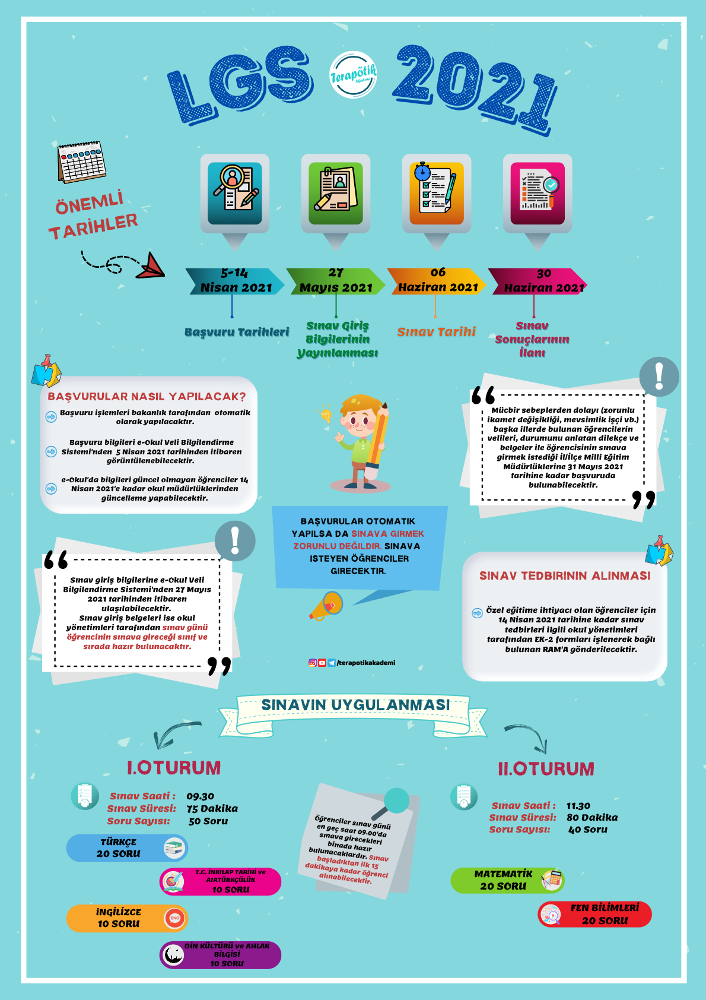 LGS 2021
Terapötik
Akademi
ÖNEMLİ
TARİHLER
5-14
Nisan 2021
27
Mayıs 2021
06
Haziran 2021
30
Haziran 2021
Başvuru Tarihleri
Sınav Giriş
Bilgilerinin
Yayınlanması
Sınav Tarihi
Sınav
Sonuçlarının
İlanı
BAŞVURULAR NASIL YAPILACAK?
Başvuru işlemleri bakanlık tarafından otomatik
olarak yapılacaktır.
Başvuru bilgileri e-Okul Veli Bilgilendirme
Sistemi'nden 5 Nisan 2021 tarihinden itibaren
görüntülenebilecektir.
e-Okul'da bilgileri güncel olmayan öğrenciler 14
Nisan 2021'e kadar okul müdürlüklerinden
güncelleme yapabilecektir.
Mücbir sebeplerden dolayı (zorunlu
ikamet değişikliği, mevsimlik işçi vb.)
başka illerde bulunan öğrencilerin
velileri, durumunu anlatan dilekçe ve
belgeler ile öğrencisinin sınava
girmek istediği İl/İlçe Milli Eğitim
Müdürlüklerine 31 Mayıs 2021
tarihine kadar başvuruda
bulunabilecektir.
BAŞVURULAR OTOMATIK
YAPILSA DA SINAVA GIRMEK
ZORUNLU DEĞILDIR. SINAVA
ISTEYEN ÖĞRENCILER
GIRECEKTIR.
Sınav giriş bilgilerine e-Okul Veli
Bilgilendirme Sistemi'nden 27 Mayıs
2021 tarihinden itibaren
ulaşılabilecektir.
Sınav giriş belgeleri ise okul
yönetimleri tarafından sınav günü
öğrencinin sınava gireceği sınıf ve
sırada hazır bulunacaktır.
SINAV TEDBIRININ ALINMASI
Özel eğitime ihtiyacı olan öğrenciler için
14 Nisan 2021 tarihine kadar sınav
tedbirleri ilgili okul yönetimleri
tarafından EK-2 formları işlenerek bağlı
bulunan RAM'A gönderilecektir.
/terapotikakademi
SINAVIN UYGULANMASI
I.OTURUM
Sınav Saati : 09.30
Sınav Süresi: 75 Dakika
Soru Sayısı: 50 Soru
TÜRKÇE
20 SORU
T.C. İNKILAP TARİHİ ve
AtATÜRKÇÜLÜK
10 SORU
İNGİLİZCE
10 SORU
ENG
DİN KÜLTÜRÜ ve AHLAK
BİLGİSİ
10 SORU
Öğrenciler sınav günü
en geç saat 09.00'da
sınava girecekleri
binada hazır
bulunacaklardır. Sınav
başladıktan ilk 15
dakikaya kadar öğrenci
alınabilecektir.
II.OTURUM
Sınav Saati : 11.30
Sınav Süresi: 80 Dakika
Soru Sayısı: 40 Soru
MATEMATİK
20 SORU
FEN BİLİMLERİ
20 SORU